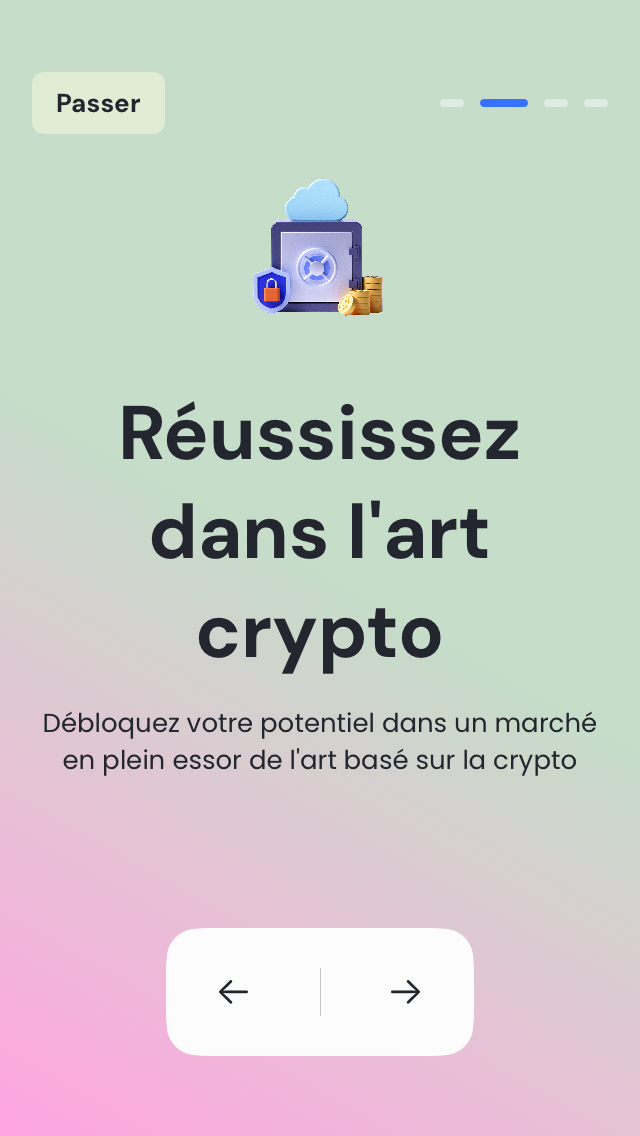 Passer
Réussissez
dans l'art
crypto
Débloquez votre potentiel dans un marché
en plein essor de l'art basé sur la crypto